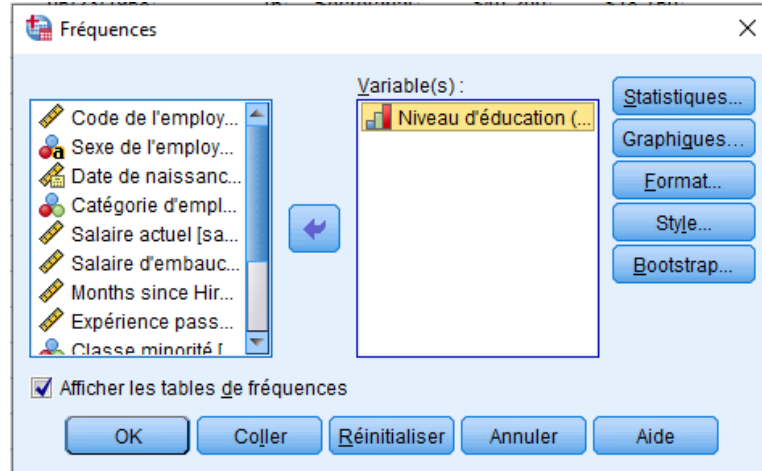 Fréquences
Variable(s) :
Code de l'employ...
Sexe de l'employ...
Date de naissanc...
Catégorie d'empl...
Salaire actuel [sa...
Salaire d'embauc...
Months since Hir...
Expérience pass...
Classe minorité [
Niveau d'éducation (...
Statistiques...
Graphiques...
Format...
Style...
Bootstrap...
Afficher les tables de fréquences
OK
Coller
Réinitialiser
Annuler
Aide